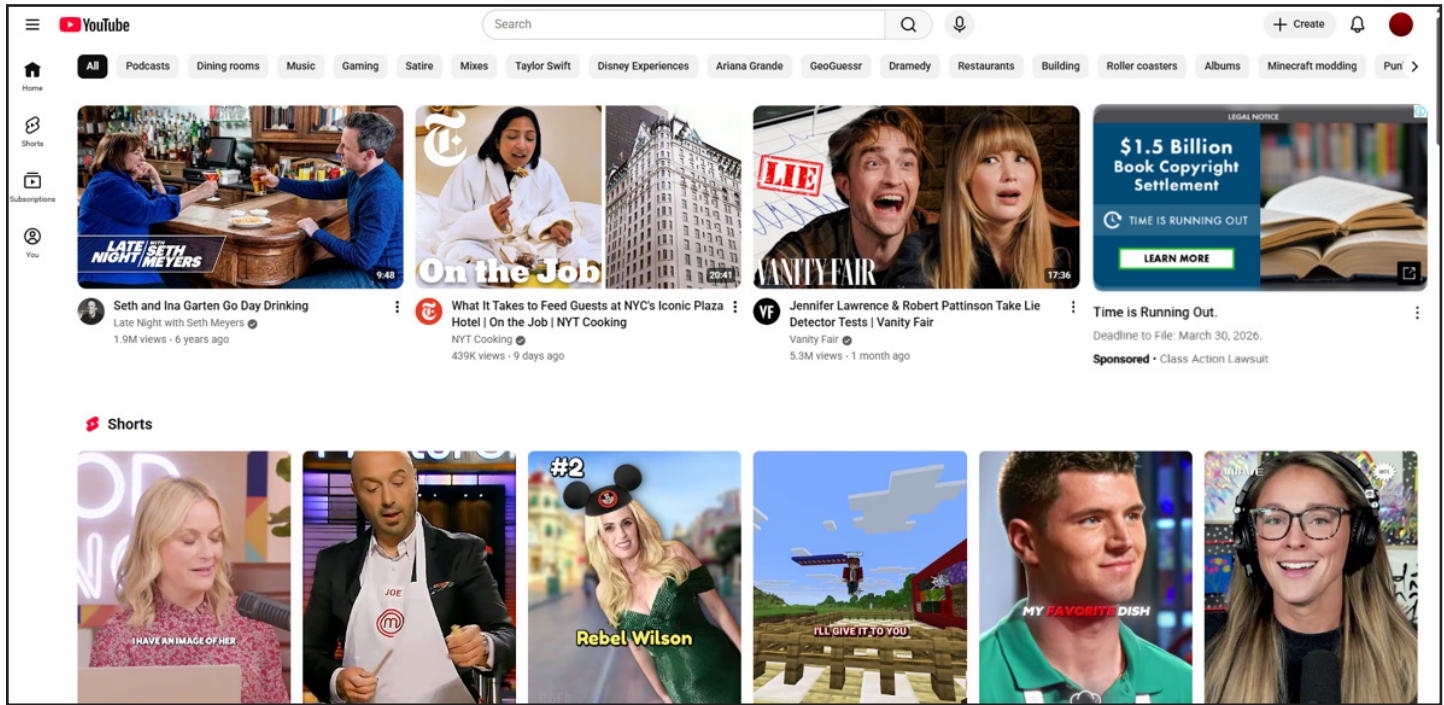 YouTube
Search
Create
All
Podcasts
Dining rooms
Music
Gaming
Satire
Mixes
Taylor Swift
Disney Experiences
Ariana Grande
GeoGuessr
Dramedy
Restaurants
Building
Roller coasters
Albums
Minecraft modding
Home
Shorts
Subscriptions
You
LATE NIGHT WITH SETH MEYERS
9:48
Seth and Ina Garten Go Day Drinking
Late Night with Seth Meyers
1.9M views • 6 years ago
On the Job
20:41
What It Takes to Feed Guests at NYC's Iconic Plaza
Hotel | On the Job | NYT Cooking
NYT Cooking
439K views • 9 days ago
LIE
VANITY FAIR
17:36
VF
Jennifer Lawrence & Robert Pattinson Take Lie
Detector Tests | Vanity Fair
Vanity Fair
5.3M views • 1 month ago
LEGAL NOTICE
$1.5 Billion
Book Copyright
Settlement
TIME IS RUNNING OUT
LEARN MORE
Time is Running Out.
Deadline to File: March 30, 2026.
Sponsored • Class Action Lawsuit
Shorts
I HAVE AN IMAGE OF HER
JOE
#2
Rebel Wilson
I'LL GIVE IT TO YOU
MY FAVORITE DISH